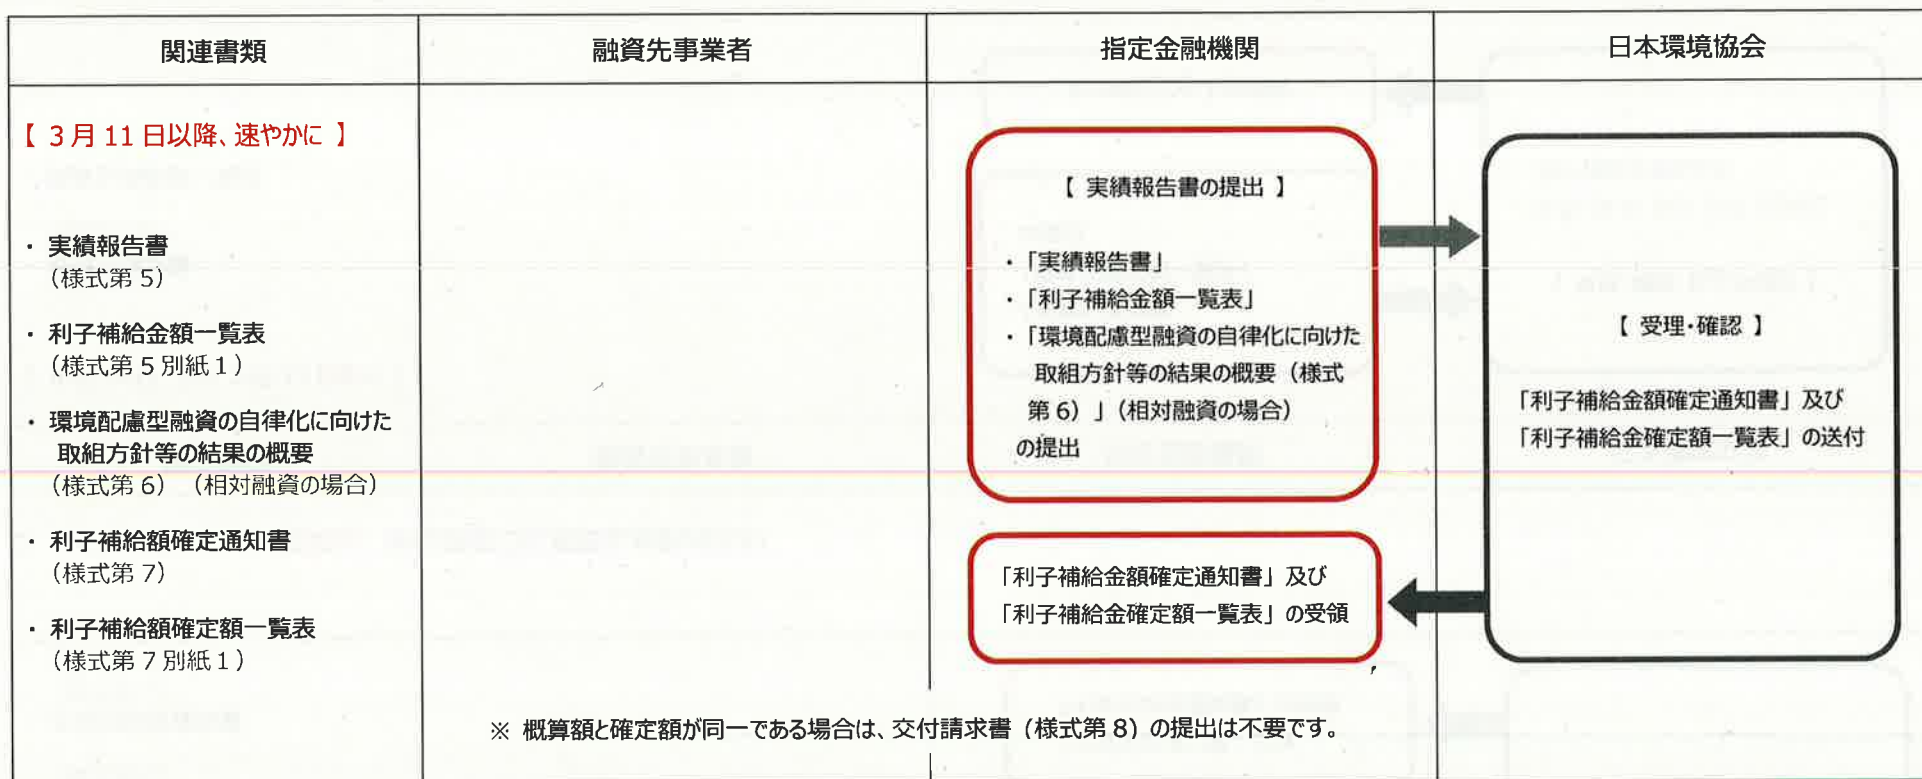 関連書類
融資先事業者
指定金融機関
日本環境協会
【 3月11日以降、速やかに 】
・ 実績報告書
（様式第5）
・ 利子補給金額一覧表
（様式第5別紙1）
・ 環境配慮型融資の自律化に向けた
取組方針等の結果の概要
（様式第6）（相対融資の場合）
・ 利子補給額確定通知書
（様式第7）
・ 利子補給額確定額一覧表
（様式第7別紙1）
【 実績報告書の提出 】
・「実績報告書」
・「利子補給金額一覧表」
・「環境配慮型融資の自律化に向けた
取組方針等の結果の概要（様式
第6）」（相対融資の場合）
の提出
「利子補給金額確定通知書」及び
「利子補給金確定額一覧表」の受領
【 受理・確認 】
「利子補給金額確定通知書」及び
「利子補給金確定額一覧表」の送付
※ 概算額と確定額が同一である場合は、交付請求書（様式第8）の提出は不要です。